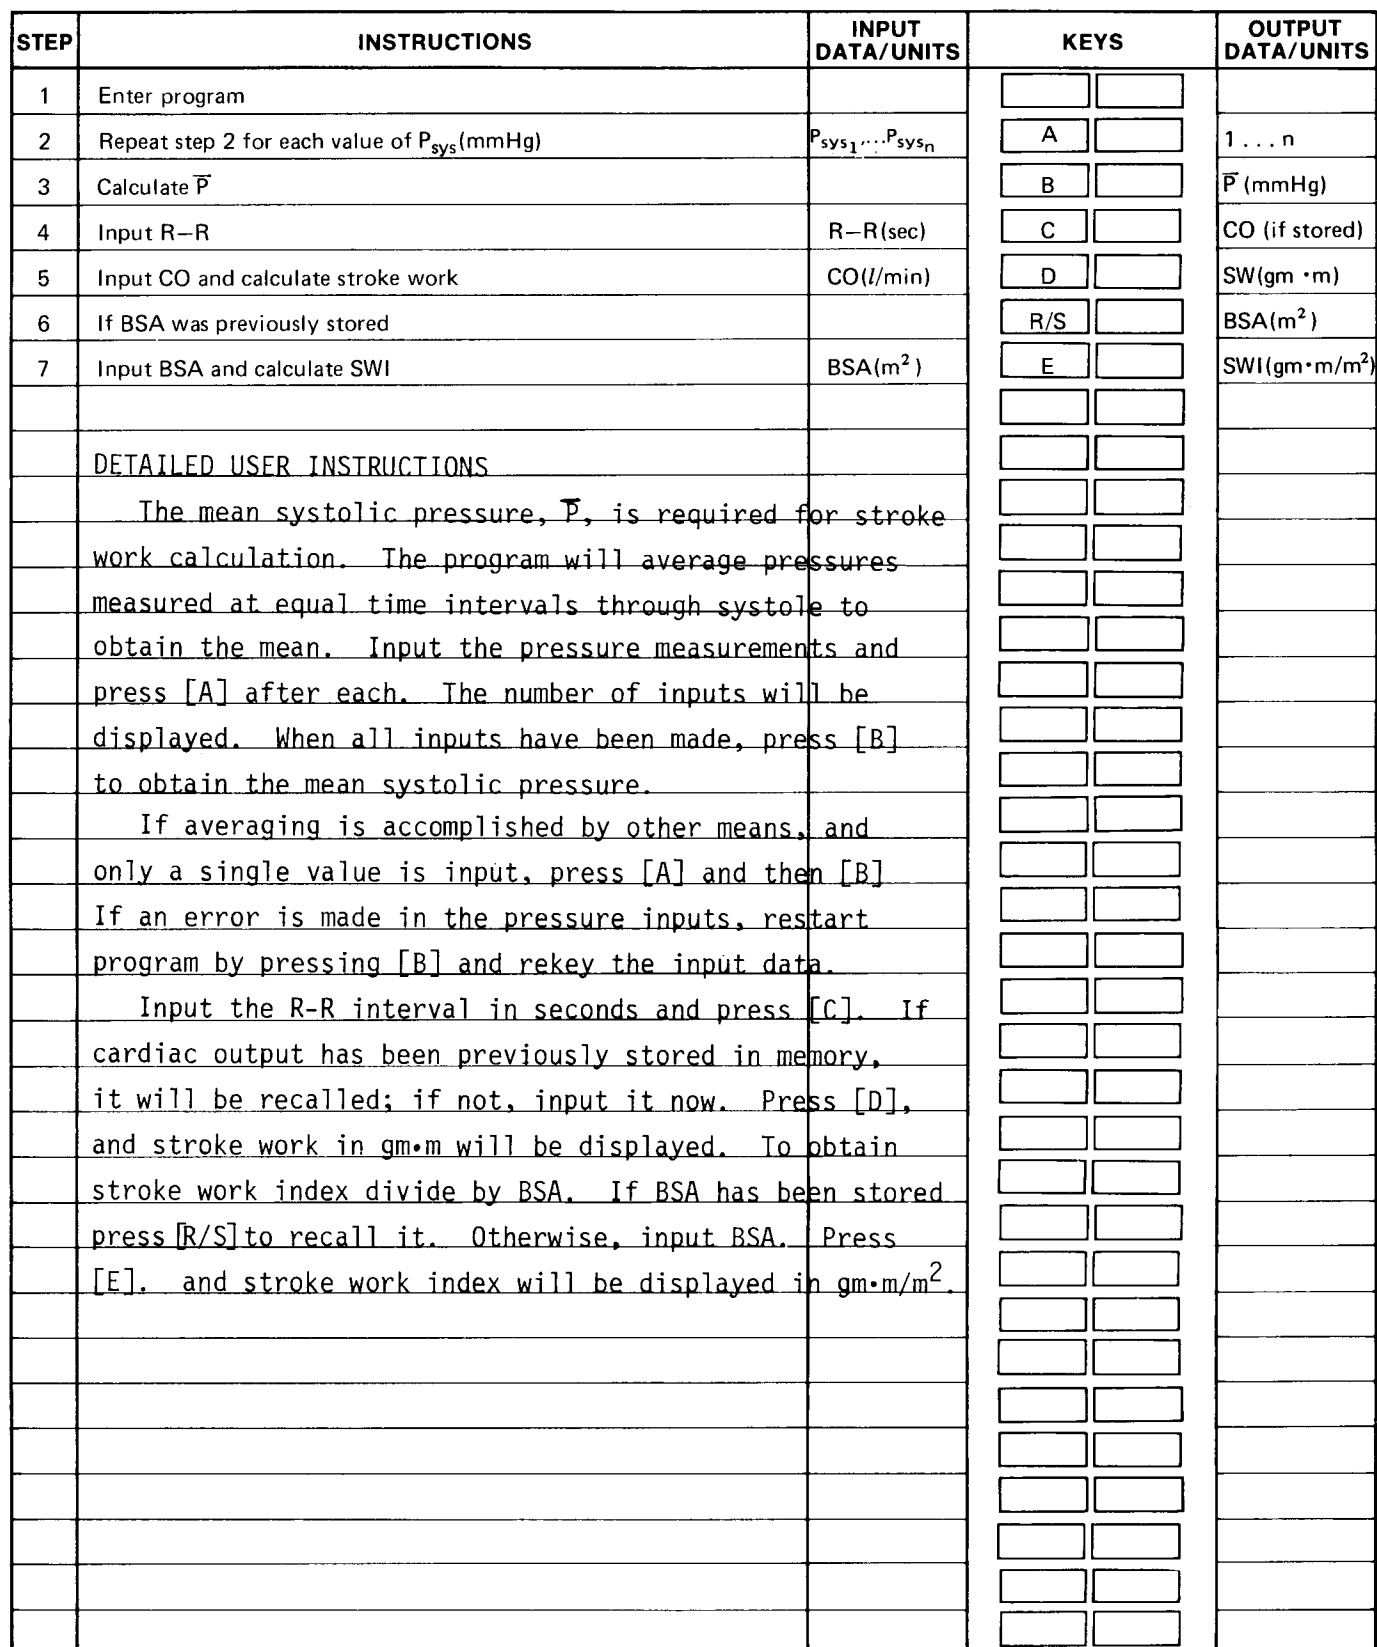 STEP INSTRUCTIONS INPUT DATA/UNITS KEYS OUTPUT DATA/UNITS
1 Enter program
2 Repeat step 2 for each value of P_sys(mmHg) P_sys₁,...P_sysₙ A 1 . . . n
3 Calculate P̅ B P̅ (mmHg)
4 Input R–R R–R(sec) C CO (if stored)
5 Input CO and calculate stroke work CO(l/min) D SW(gm ·m)
6 If BSA was previously stored R/S BSA(m²)
7 Input BSA and calculate SWI BSA(m²) E SWI(gm·m/m²)
DETAILED USER INSTRUCTIONS
The mean systolic pressure, P̅, is required for stroke
work calculation. The program will average pressures
measured at equal time intervals through systole to
obtain the mean. Input the pressure measurements and
press [A] after each. The number of inputs will be
displayed. When all inputs have been made, press [B]
to obtain the mean systolic pressure.
If averaging is accomplished by other means, and
only a single value is input, press [A] and then [B]
If an error is made in the pressure inputs, restart
program by pressing [B] and rekey the input data.
Input the R-R interval in seconds and press [C]. If
cardiac output has been previously stored in memory,
it will be recalled; if not, input it now. Press [D],
and stroke work in gm·m will be displayed. To obtain
stroke work index divide by BSA. If BSA has been stored
press [R/S] to recall it. Otherwise, input BSA. Press
[E]. and stroke work index will be displayed in gm·m/m².